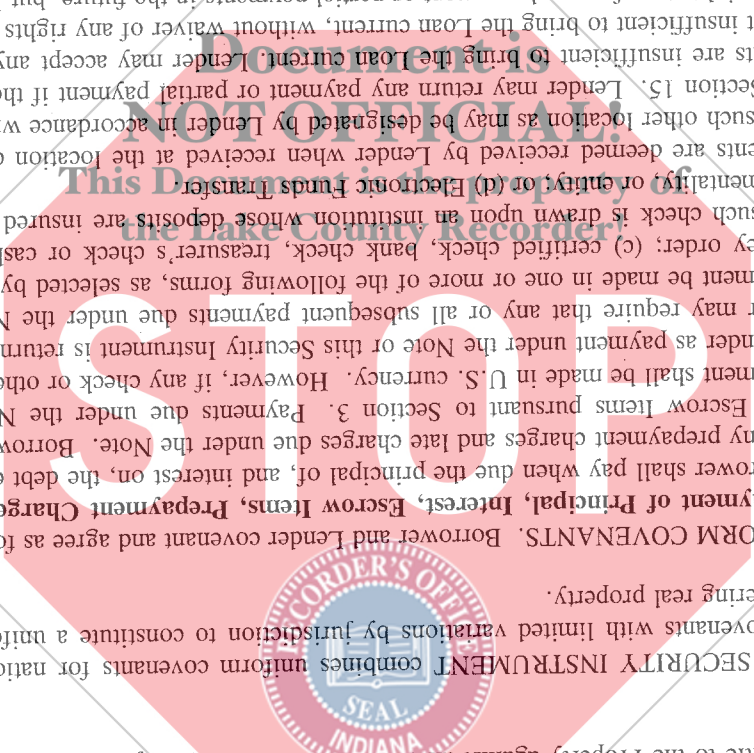 SECURITY INSTRUMENT combines uniform covenants for natio
ovenants with limited variations by jurisdiction to constitute a unif
ering real property.
ORM COVENANTS. Borrower and Lender covenant and agree as fo
yment of Principal, Interest, Escrow Items, Prepayment Charge
rower shall pay when due the principal of, and interest on, the debt
ny prepayment charges and late charges due under the Note. Borrow
Escrow Items pursuant to Section 3. Payments due under the N
ment shall be made in U.S. currency. However, if any check or othe
nder as payment under the Note or this Security Instrument is return
r may require that any or all subsequent payments due under the N
ment be made in one or more of the following forms, as selected by
ey order; (c) certified check, bank check, treasurer's check or cash
such check is drawn upon an institution whose deposits are insured
mentality, or entity, or (d) Electronic Funds Transfer.
ents are deemed received by Lender when received at the location
such other location as may be designated by Lender in accordance w
Section 15. Lender may return any payment or partial payment if the
ts are insufficient to bring the Loan current. Lender may accept any
t insufficient to bring the Loan current, without waiver of any rights
Document is
NOT OFFICIAL!
This Document is the property of
the Lake County Recorder!
STOP
RECORDER'S OFFICE
SEAL
INDIANA